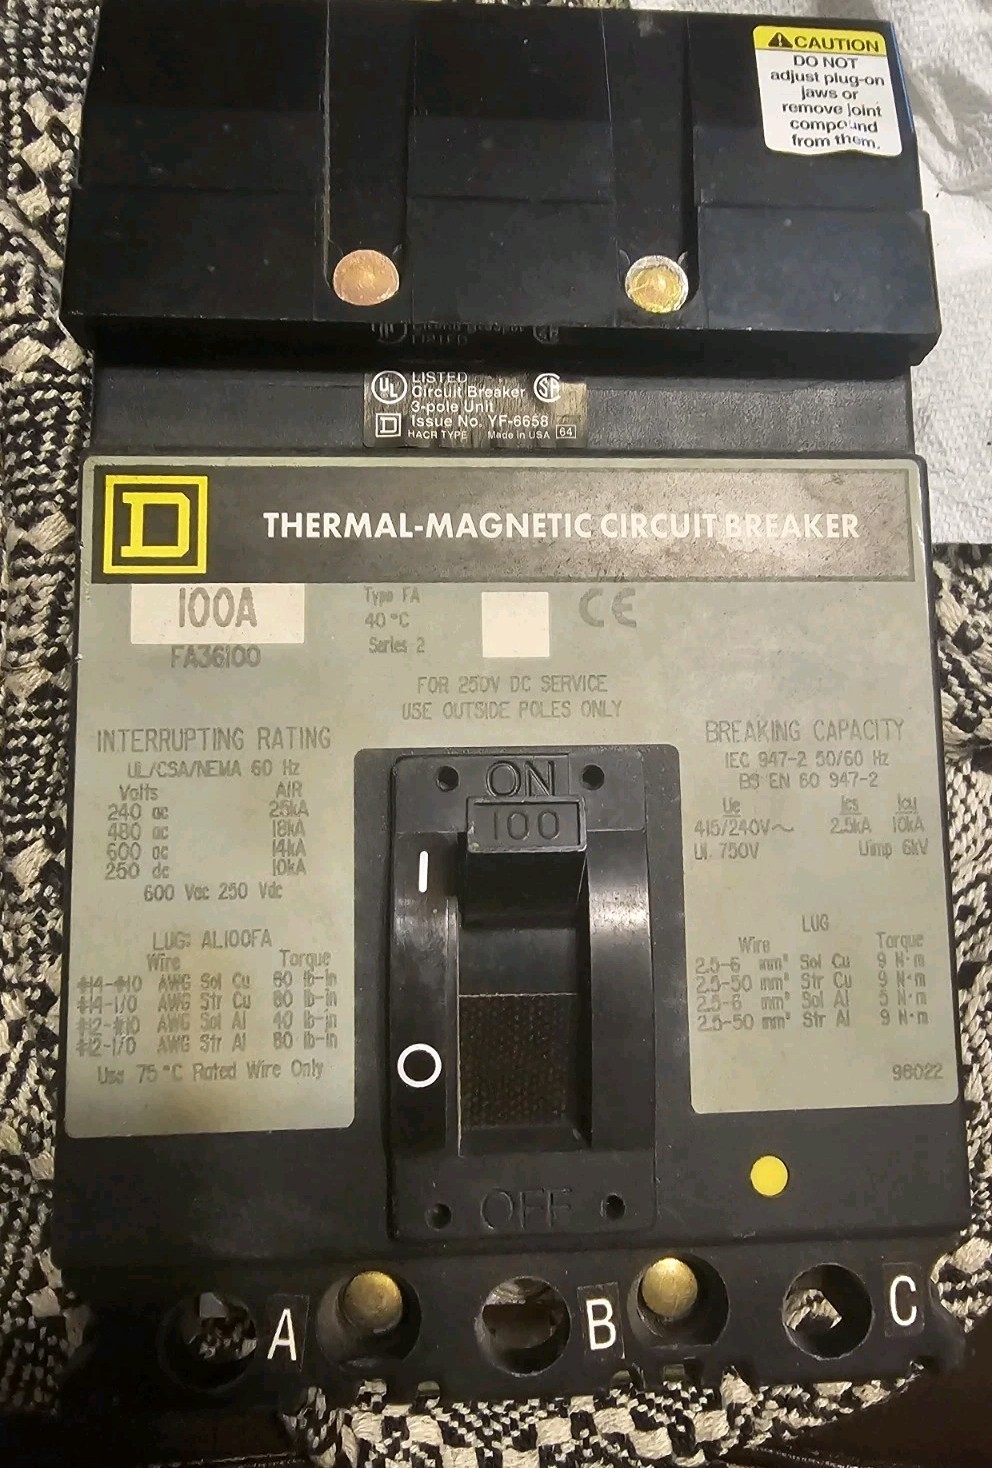 CAUTION
DO NOT
adjust plug-on
jaws or
remove joint
compound
from them.
UL LISTED
Circuit Breaker
3-pole Unit
Issue No. YF-6658
HACR TYPE Made in USA 64
D THERMAL-MAGNETIC CIRCUIT BREAKER
100A
FA36100
Type FA
40°C
Series 2
CE
FOR 250V DC SERVICE
USE OUTSIDE POLES ONLY
INTERRUPTING RATING
UL/CSA/NEMA 60 Hz
Volts AIR
240 ac 25kA
480 ac 18kA
600 ac 14kA
250 dc 10kA
600 Vac 250 Vdc
LUG: AL100FA
Wire Torque
#14-#10 AWG Sol Cu 80 lb-in
#14-1/0 AWG Str Cu 80 lb-in
#12-#10 AWG Sol Al 40 lb-in
#12-1/0 AWG Str Al 80 lb-in
Use 75°C Rated Wire Only
ON
100
I
O
OFF
BREAKING CAPACITY
IEC 947-2 50/60 Hz
BS EN 60 947-2
Ue Ics Icu
415/240V~ 2.5kA 10kA
Ui 750V Uimp 6kV
LUG
Wire Torque
2.5-6 mm² Sol Cu 9 N·m
2.5-50 mm² Str Cu 9 N·m
2.5-6 mm² Sol Al 5 N·m
2.5-50 mm² Str Al 9 N·m
98022
A B C